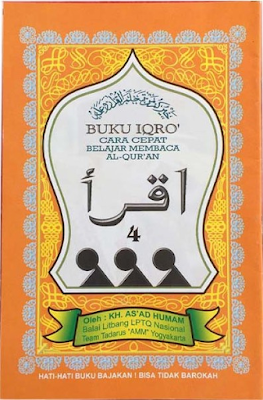 BUKU IQRO'
CARA CEPAT
BELAJAR MEMBACA
AL-QUR'AN
اقرأ
4
Oleh : KH. AS'AD HUMAM
Balai Litbang LPTQ Nasional
Team Tadarus "AMM" Yogyakarta
HATI-HATI BUKU BAJAKAN ! BISA TIDAK BAROKAH